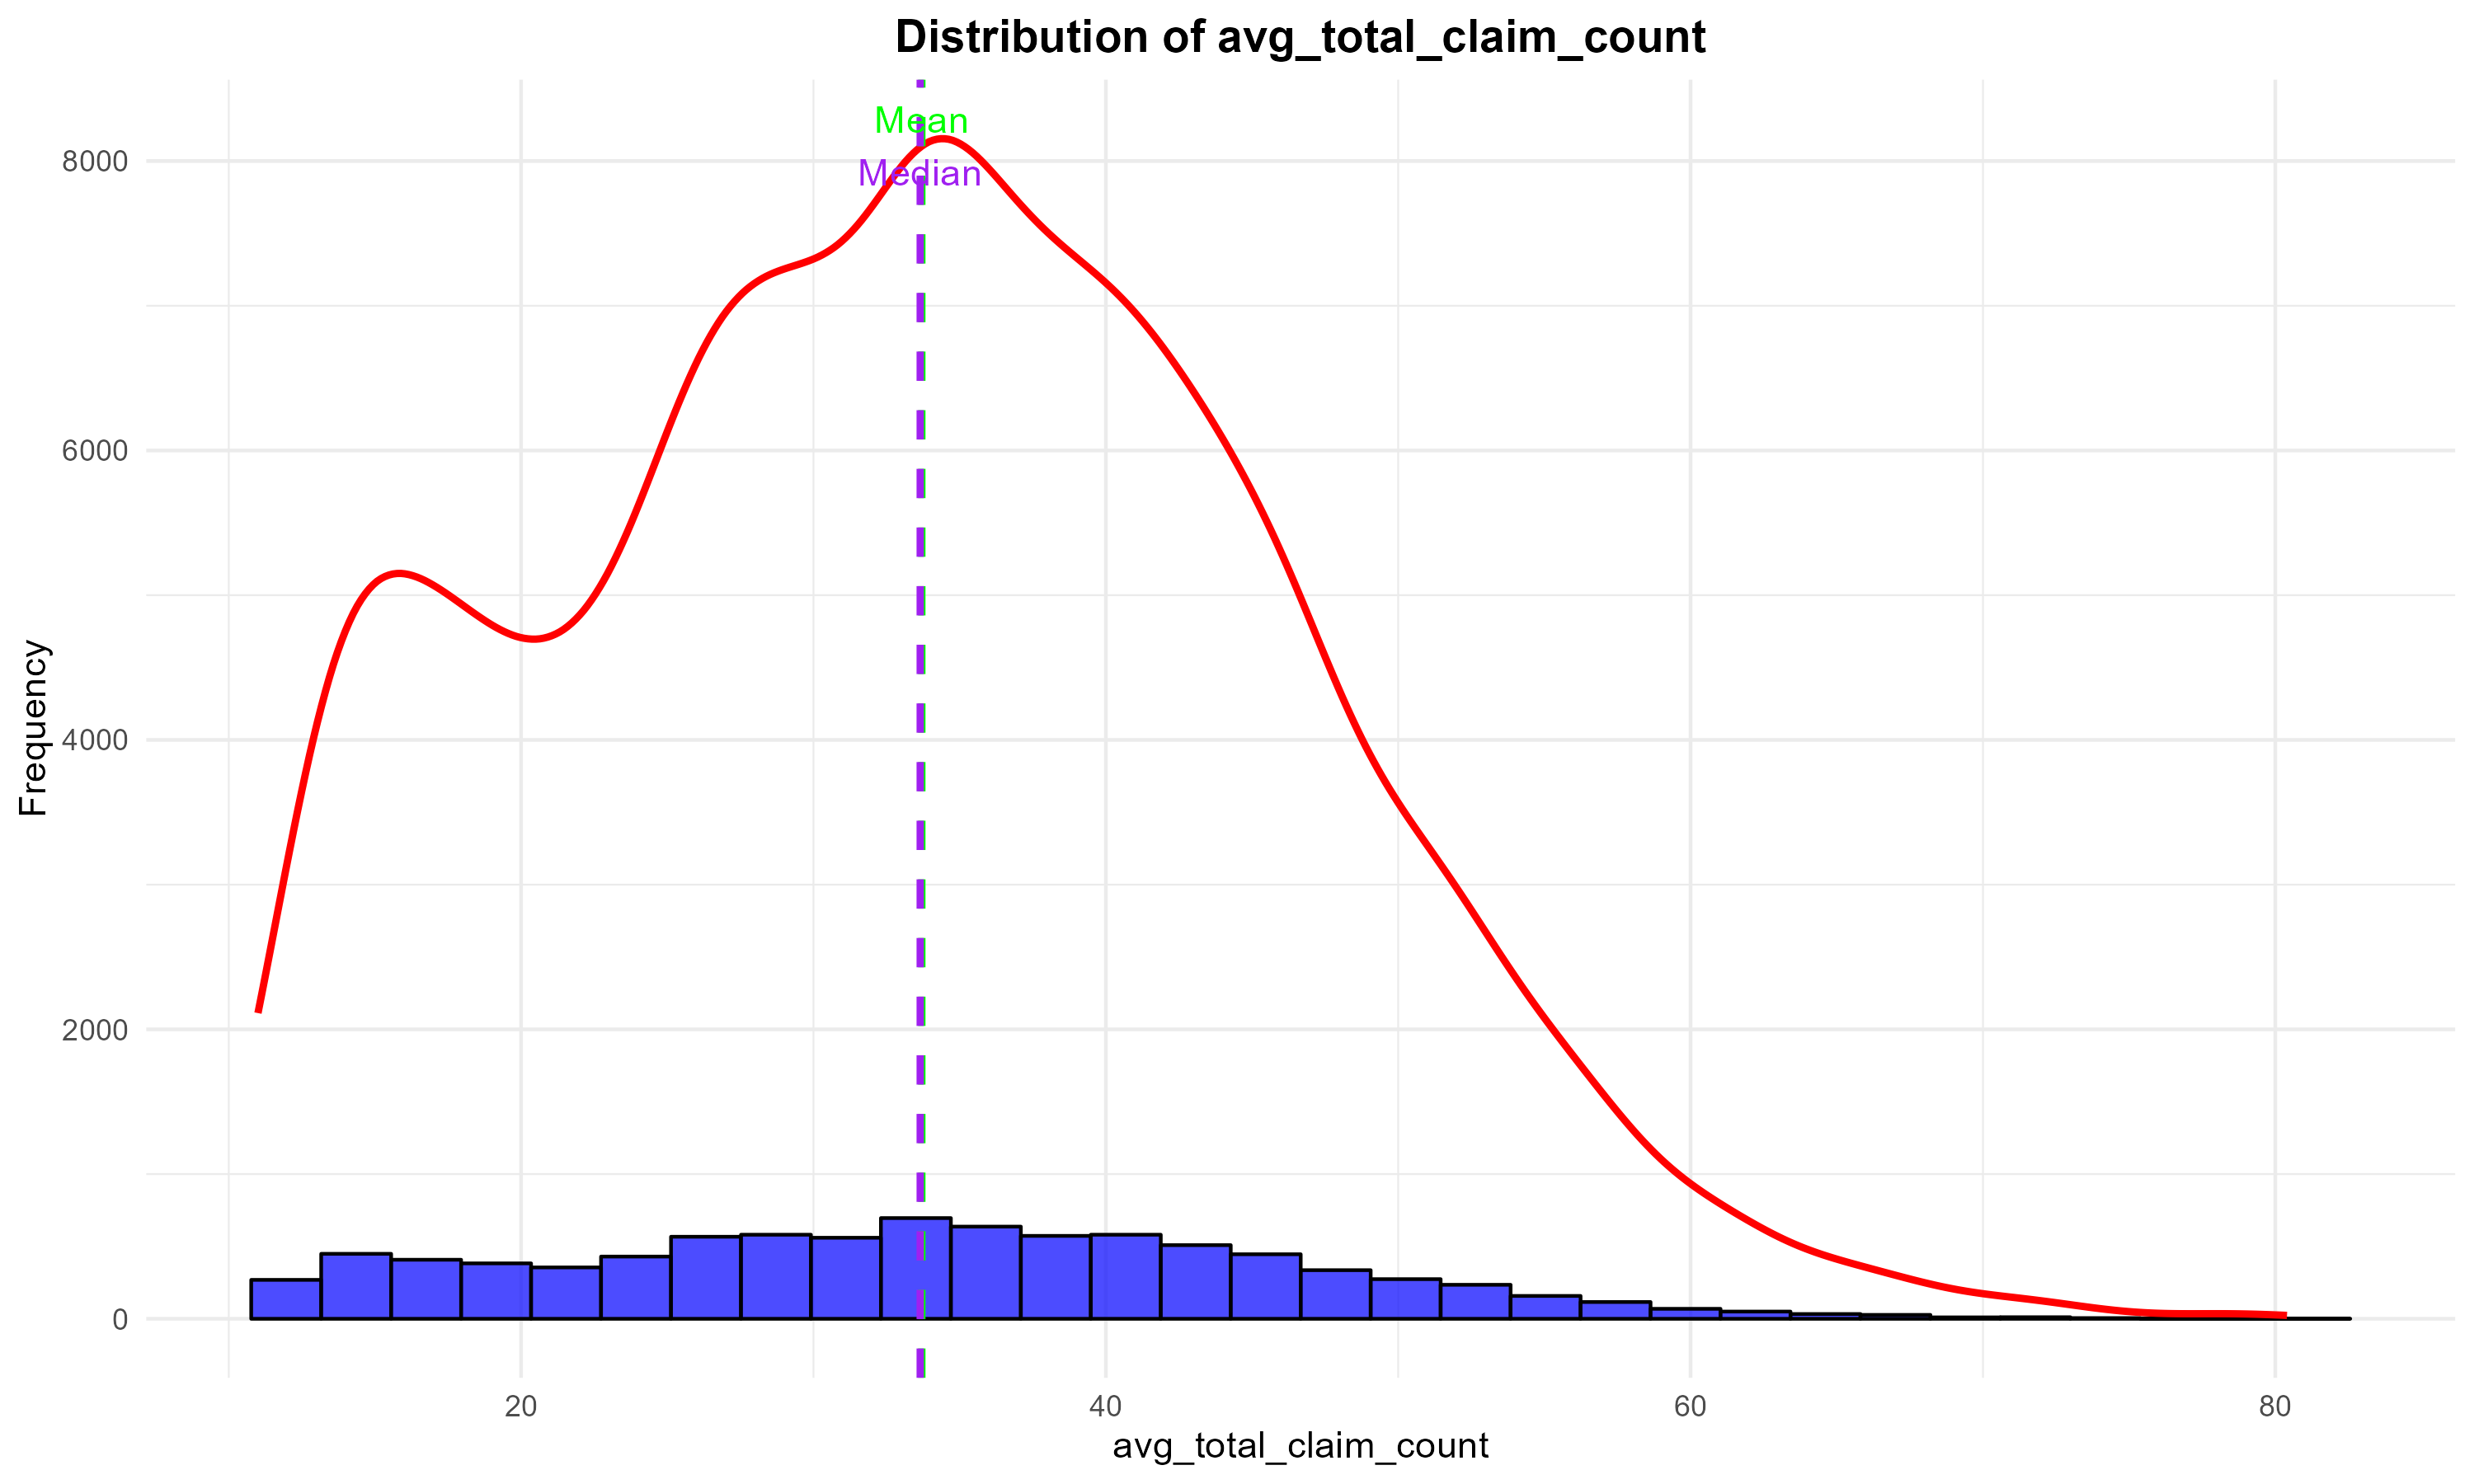 Distribution of avg_total_claim_count
Mean
Median
8000
6000
4000
2000
0
Frequency
20 40 60 80
avg_total_claim_count